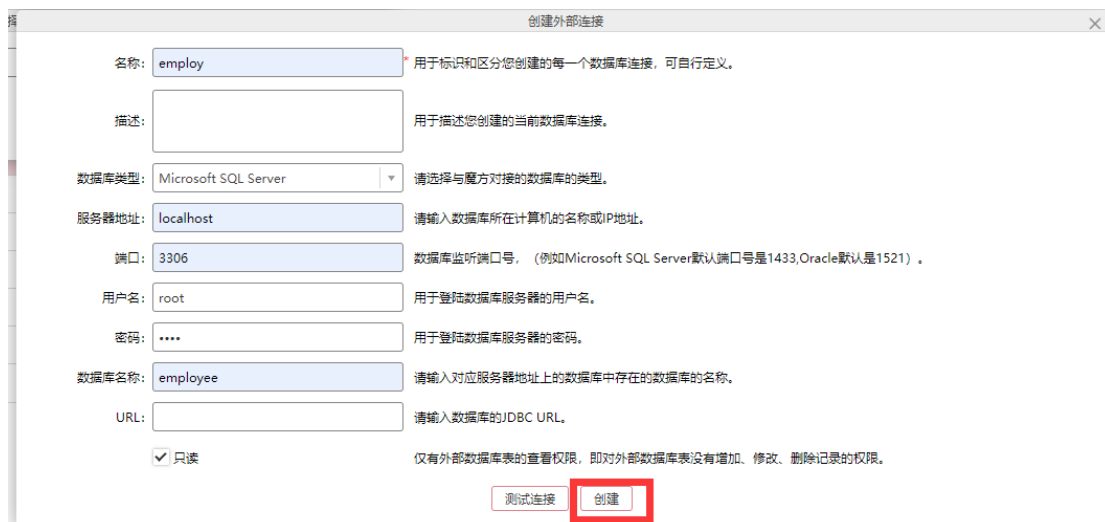 创建外部连接
名称： employ * 用于标识和区分您创建的每一个数据库连接，可自行定义。
描述： 用于描述您创建的当前数据库连接。
数据库类型： Microsoft SQL Server 请选择与魔方对接的数据库的类型。
服务器地址： localhost 请输入数据库所在计算机的名称或IP地址。
端口： 3306 数据库监听端口号，（例如Microsoft SQL Server默认端口号是1433,Oracle默认是1521）。
用户名： root 用于登陆数据库服务器的用户名。
密码： •••• 用于登陆数据库服务器的密码。
数据库名称： employee 请输入对应服务器地址上的数据库中存在的数据库的名称。
URL： 请输入数据库的JDBC URL。
只读 仅有外部数据库表的查看权限，即对外部数据库表没有增加、修改、删除记录的权限。
测试连接 创建